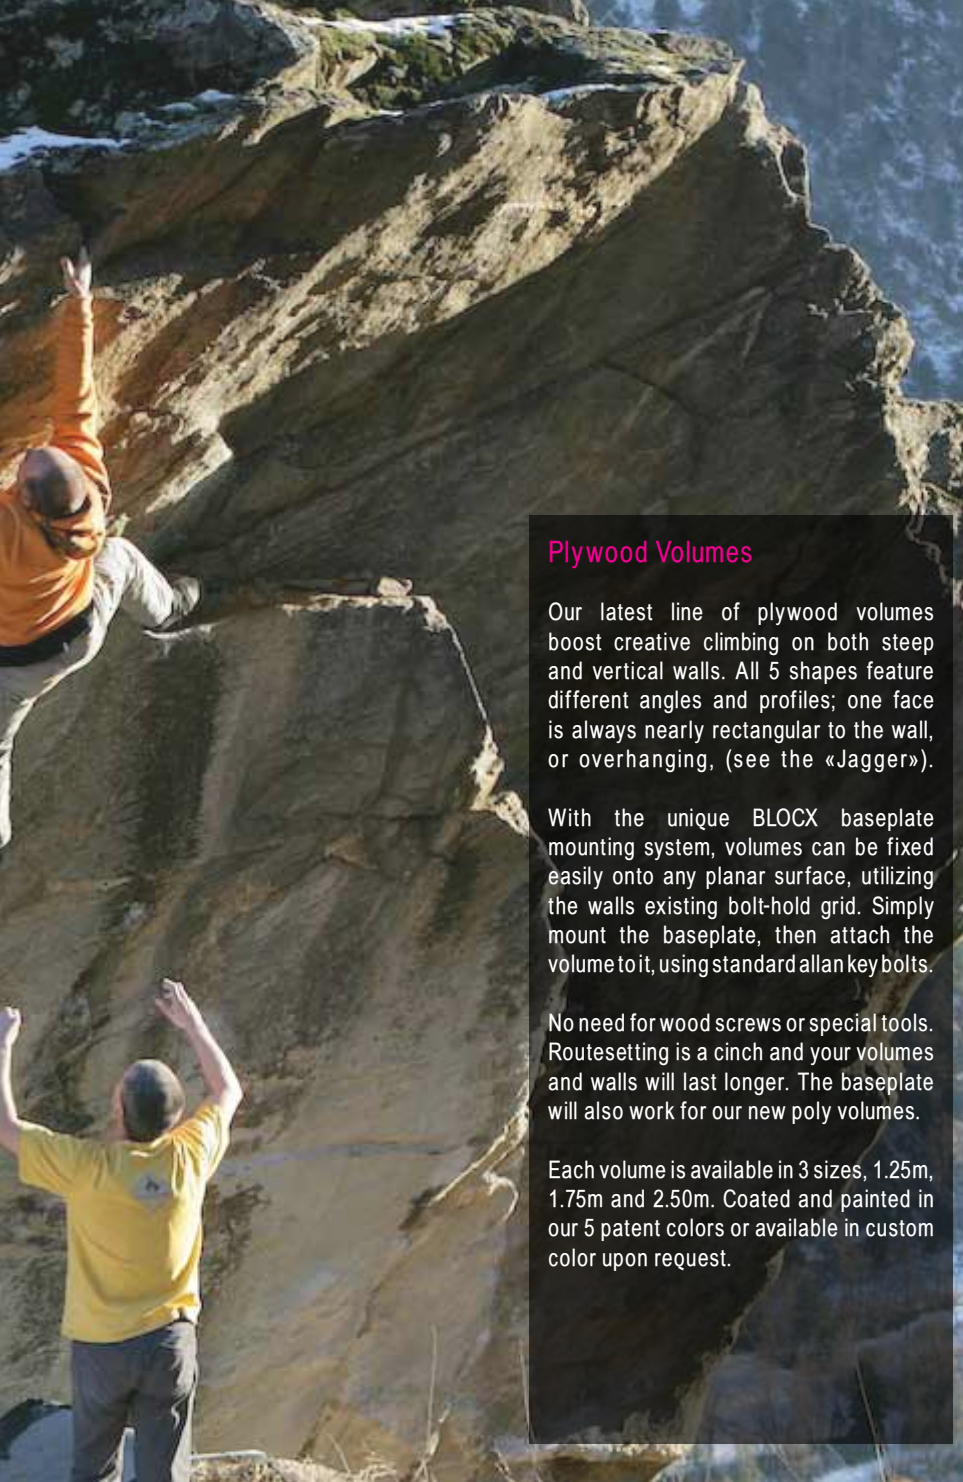 Plywood Volumes
Our latest line of plywood volumes
boost creative climbing on both steep
and vertical walls. All 5 shapes feature
different angles and profiles; one face
is always nearly rectangular to the wall,
or overhanging, (see the «Jagger»).
With the unique BLOCX baseplate
mounting system, volumes can be fixed
easily onto any planar surface, utilizing
the walls existing bolt-hold grid. Simply
mount the baseplate, then attach the
volume to it, using standard allan key bolts.
No need for wood screws or special tools.
Routesetting is a cinch and your volumes
and walls will last longer. The baseplate
will also work for our new poly volumes.
Each volume is available in 3 sizes, 1.25m,
1.75m and 2.50m. Coated and painted in
our 5 patent colors or available in custom
color upon request.